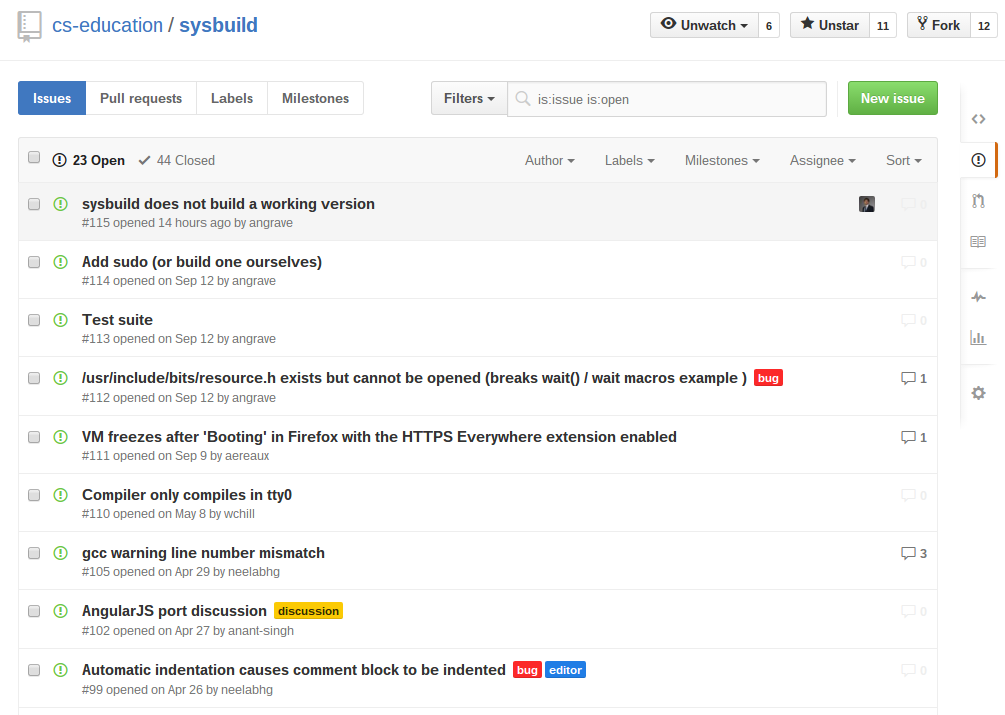 cs-education / sysbuild
Unwatch 6 Unstar 11 Fork 12
Issues Pull requests Labels Milestones Filters is:issue is:open New issue
23 Open 44 Closed Author Labels Milestones Assignee Sort
sysbuild does not build a working version 0
#115 opened 14 hours ago by angrave
Add sudo (or build one ourselves) 0
#114 opened on Sep 12 by angrave
Test suite 0
#113 opened on Sep 12 by angrave
/usr/include/bits/resource.h exists but cannot be opened (breaks wait() / wait macros example ) bug 1
#112 opened on Sep 12 by angrave
VM freezes after 'Booting' in Firefox with the HTTPS Everywhere extension enabled 1
#111 opened on Sep 9 by aereaux
Compiler only compiles in tty0 0
#110 opened on May 8 by wchill
gcc warning line number mismatch 3
#105 opened on Apr 29 by neelabhg
AngularJS port discussion discussion 0
#102 opened on Apr 27 by anant-singh
Automatic indentation causes comment block to be indented bug editor 0
#99 opened on Apr 26 by neelabhg